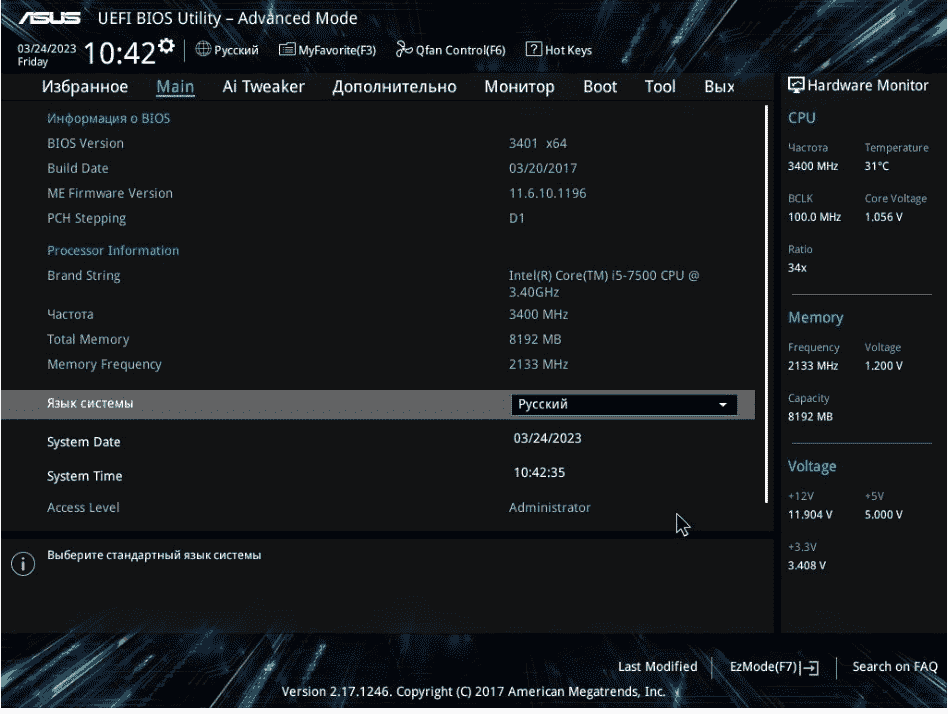 ASUS UEFI BIOS Utility – Advanced Mode
03/24/2023
Friday
10:42
Русский
MyFavorite(F3)
Qfan Control(F6)
? Hot Keys
Избранное Main Ai Tweaker Дополнительно Монитор Boot Tool Вых
Информация о BIOS
BIOS Version 3401 x64
Build Date 03/20/2017
ME Firmware Version 11.6.10.1196
PCH Stepping D1
Processor Information
Brand String Intel(R) Core(TM) i5-7500 CPU @
3.40GHz
Частота 3400 MHz
Total Memory 8192 MB
Memory Frequency 2133 MHz
Язык системы Русский
System Date 03/24/2023
System Time 10:42:35
Access Level Administrator
i Выберите стандартный язык системы
Hardware Monitor
CPU
Частота Temperature
3400 MHz 31°C
BCLK Core Voltage
100.0 MHz 1.056 V
Ratio
34x
Memory
Frequency Voltage
2133 MHz 1.200 V
Capacity
8192 MB
Voltage
+12V +5V
11.904 V 5.000 V
+3.3V
3.408 V
Last Modified EzMode(F7) Search on FAQ
Version 2.17.1246. Copyright (C) 2017 American Megatrends, Inc.